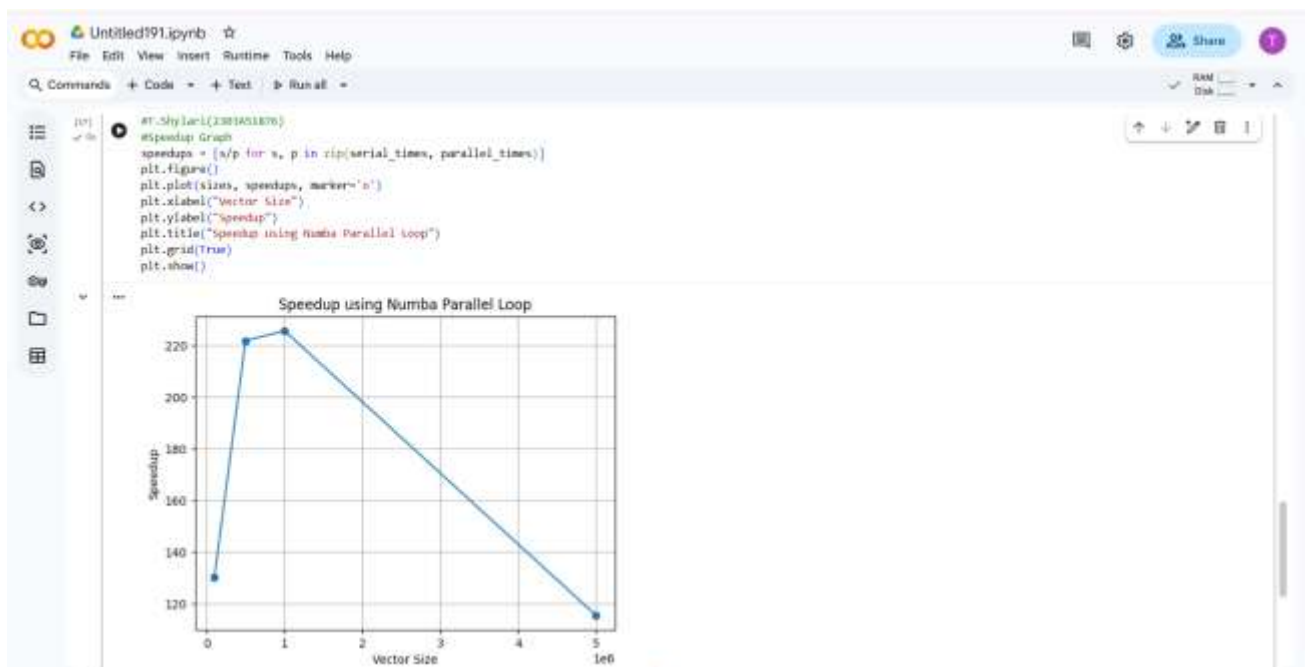 Untitled191.ipynb
File Edit View Insert Runtime Tools Help
Share
T
Commands + Code + Text Run all
RAM
Disk
#Speedup Graph
speedups = [s/p for s, p in zip(serial_times, parallel_times)]
plt.figure()
plt.plot(sizes, speedups, marker='o')
plt.xlabel("Vector Size")
plt.ylabel("Speedup")
plt.title("Speedup using Numba Parallel Loop")
plt.grid(True)
plt.show()
Speedup using Numba Parallel Loop
220
200
180
160
140
120
Speedup
0 1 2 3 4 5
1e6
Vector Size